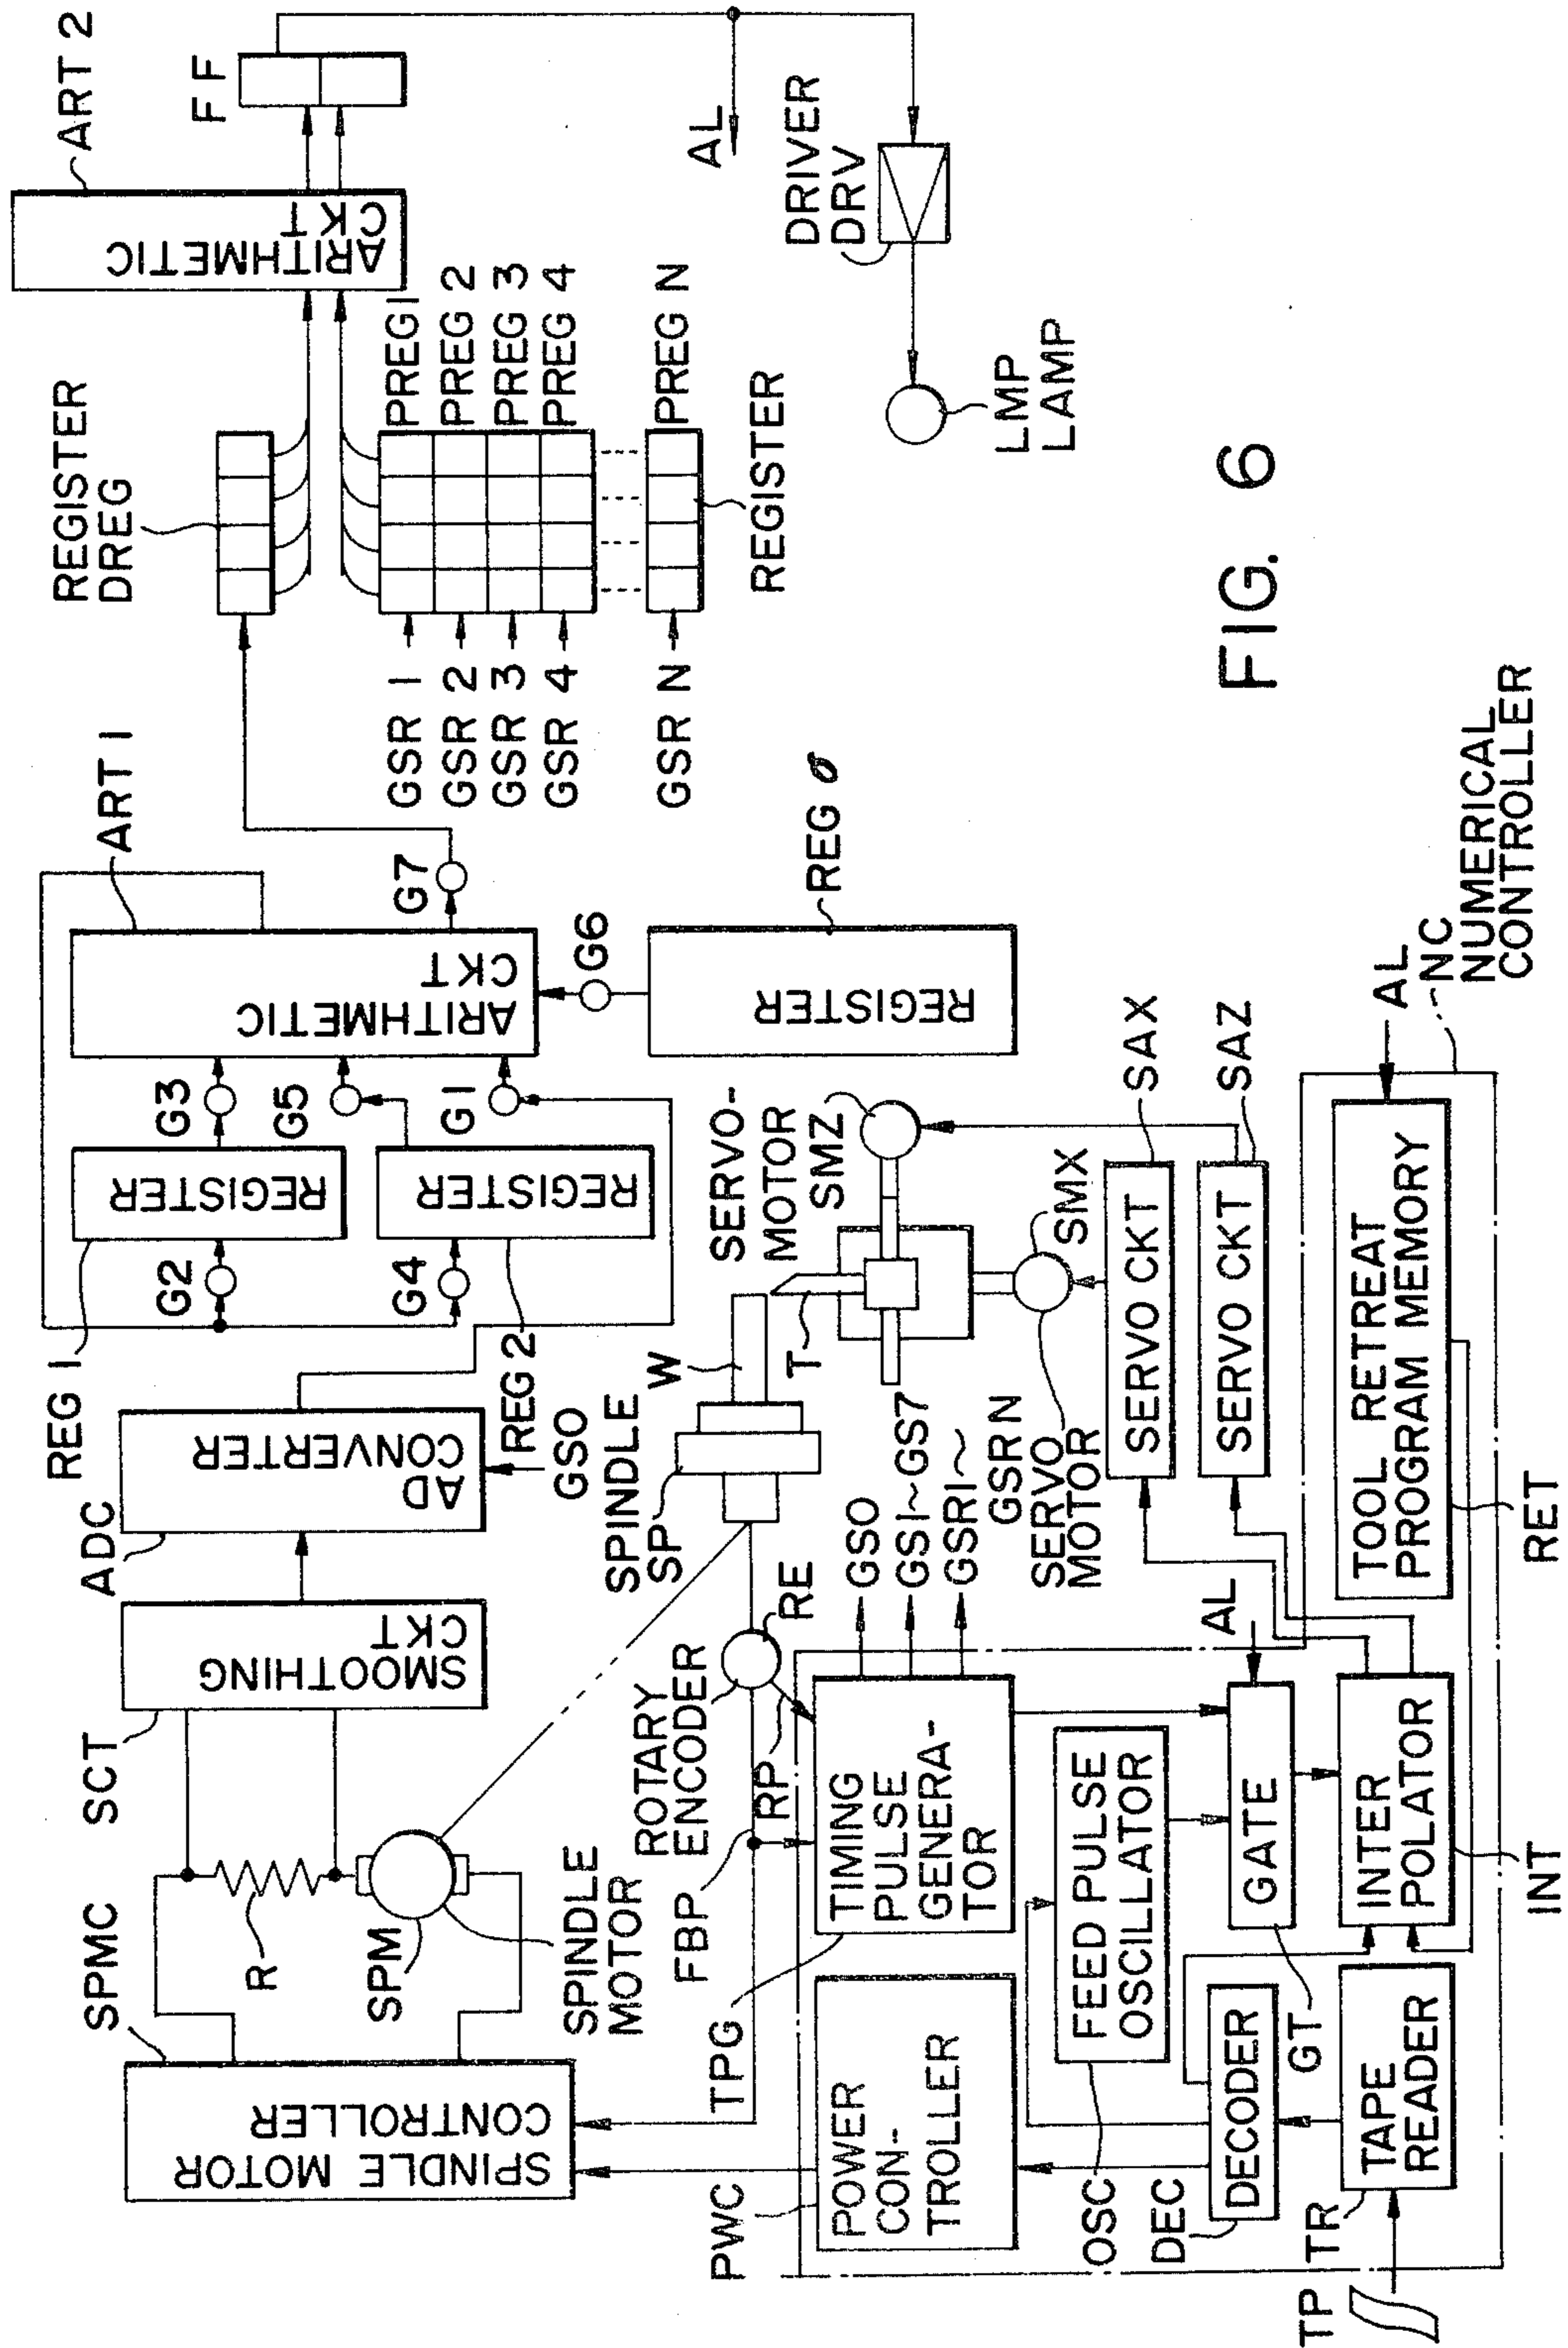 SPMC
SPINDLE MOTOR
CONTROLLER
R
SPM
SPINDLE
MOTOR
SCT
SMOOTHING
CKT
ADC
AD
CONVERTER
GSO
REG 1
REGISTER
G2
G3
REG 2
REGISTER
G4
G5
G1
ART 1
ARITHMETIC
CKT
G6
G7
REGISTER
REG σ
REGISTER
DREG
GSR 1
GSR 2
GSR 3
GSR 4
GSR N
PREG1
PREG 2
PREG 3
PREG 4
PREG N
REGISTER
ART 2
ARITHMETIC
CKT
F F
AL
DRIVER
DRV
LMP
LAMP
SPINDLE
SP
W
T
SERVO-
MOTOR
SMZ
SMX
SERVO
MOTOR
ROTARY
ENCODER
RE
FBP
RP
TPG
TIMING
PULSE
GENERA-
TOR
GSO
GS1~GS7
GSR1~
GSRN
PWC
POWER
CON-
TROLLER
OSC
FEED PULSE
OSCILLATOR
AL
GATE
GT
DEC
DECODER
TP
TR
TAPE
READER
INTER
POLATOR
INT
SERVO CKT
SAX
SERVO CKT
SAZ
TOOL RETREAT
PROGRAM MEMORY
RET
AL
NC
NUMERICAL
CONTROLLER
FIG. 6